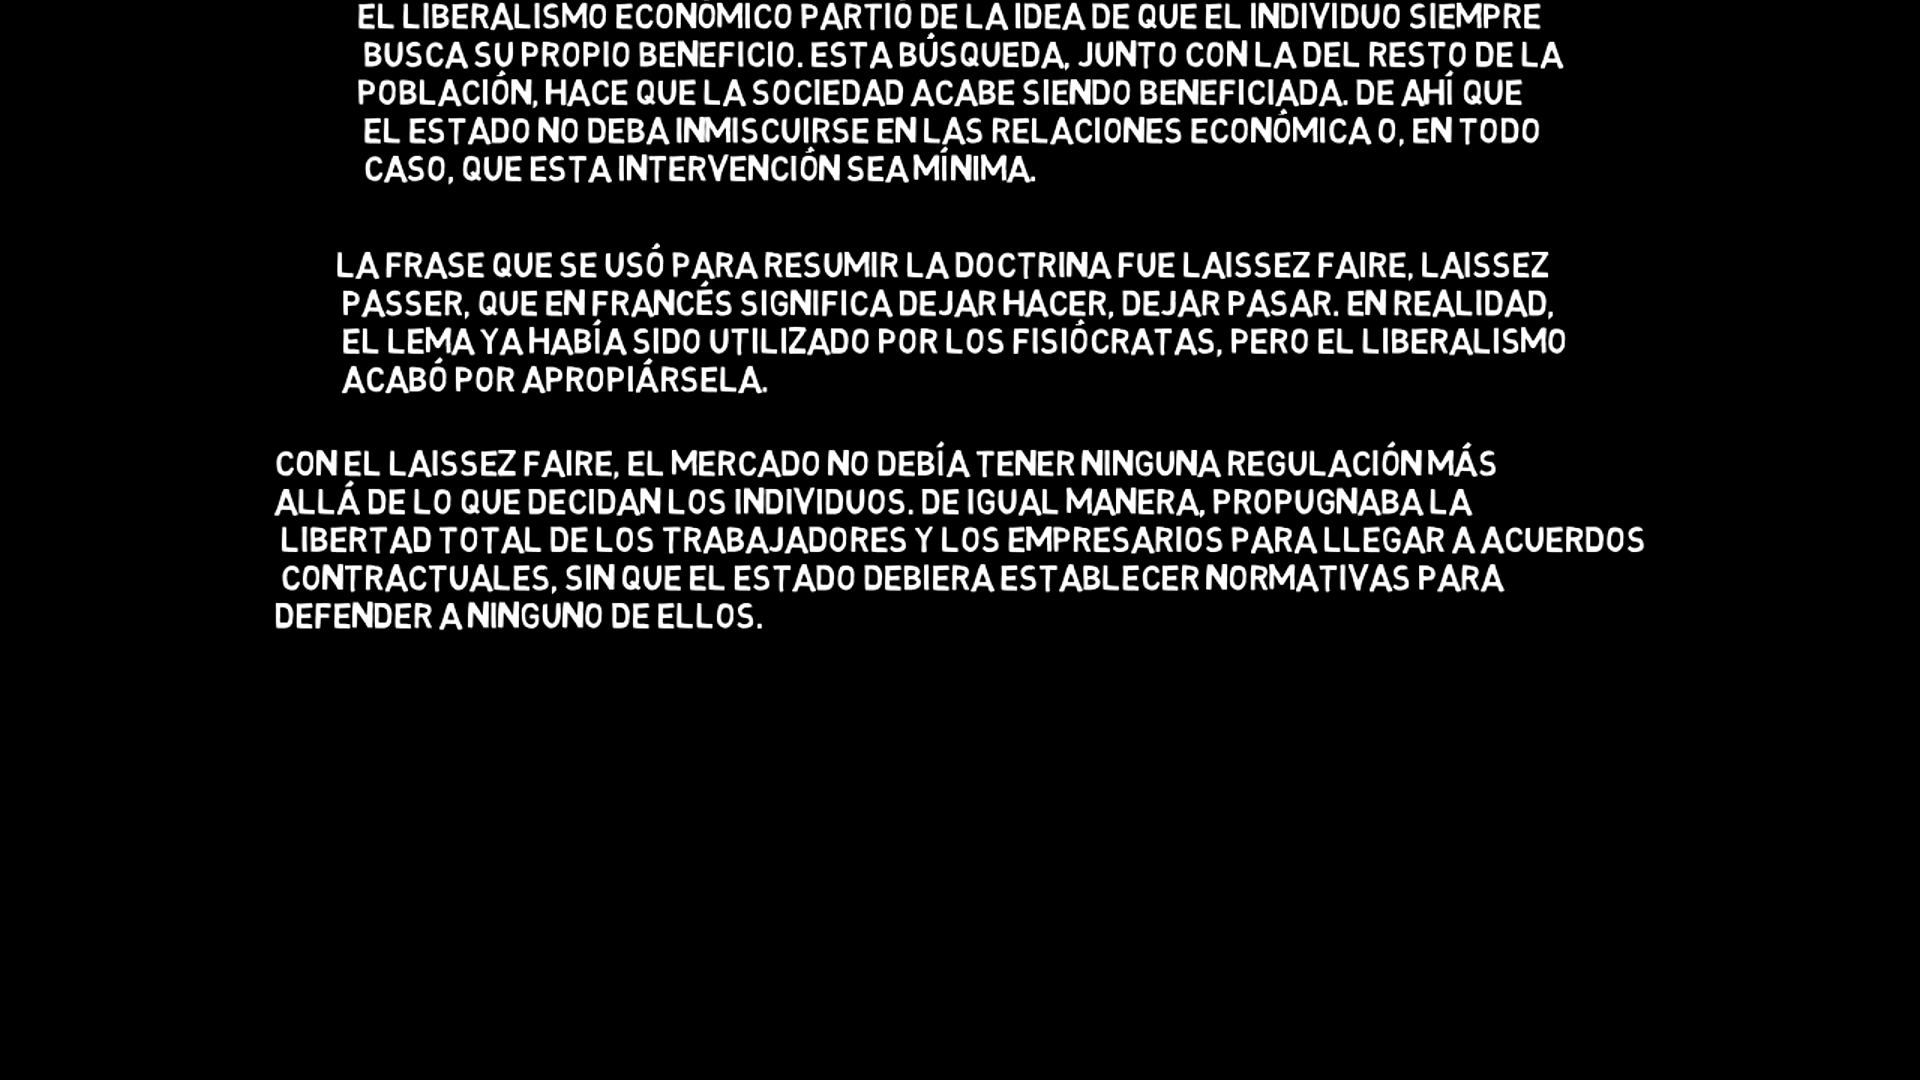 EL LIBERALISMO ECONÓMICO PARTIÓ DE LA IDEA DE QUE EL INDIVIDUO SIEMPRE
BUSCA SU PROPIO BENEFICIO. ESTA BÚSQUEDA, JUNTO CON LA DEL RESTO DE LA
POBLACIÓN, HACE QUE LA SOCIEDAD ACABE SIENDO BENEFICIADA. DE AHÍ QUE
EL ESTADO NO DEBA INMISCUIRSE EN LAS RELACIONES ECONÓMICA O, EN TODO
CASO, QUE ESTA INTERVENCIÓN SEA MÍNIMA.
LA FRASE QUE SE USÓ PARA RESUMIR LA DOCTRINA FUE LAISSEZ FAIRE, LAISSEZ
PASSER, QUE EN FRANCÉS SIGNIFICA DEJAR HACER, DEJAR PASAR. EN REALIDAD,
EL LEMA YA HABÍA SIDO UTILIZADO POR LOS FISIÓCRATAS, PERO EL LIBERALISMO
ACABÓ POR APROPIÁRSELA.
CON EL LAISSEZ FAIRE, EL MERCADO NO DEBÍA TENER NINGUNA REGULACIÓN MÁS
ALLÁ DE LO QUE DECIDAN LOS INDIVIDUOS. DE IGUAL MANERA, PROPUGNABA LA
LIBERTAD TOTAL DE LOS TRABAJADORES Y LOS EMPRESARIOS PARA LLEGAR A ACUERDOS
CONTRACTUALES, SIN QUE EL ESTADO DEBIERA ESTABLECER NORMATIVAS PARA
DEFENDER A NINGUNO DE ELLOS.